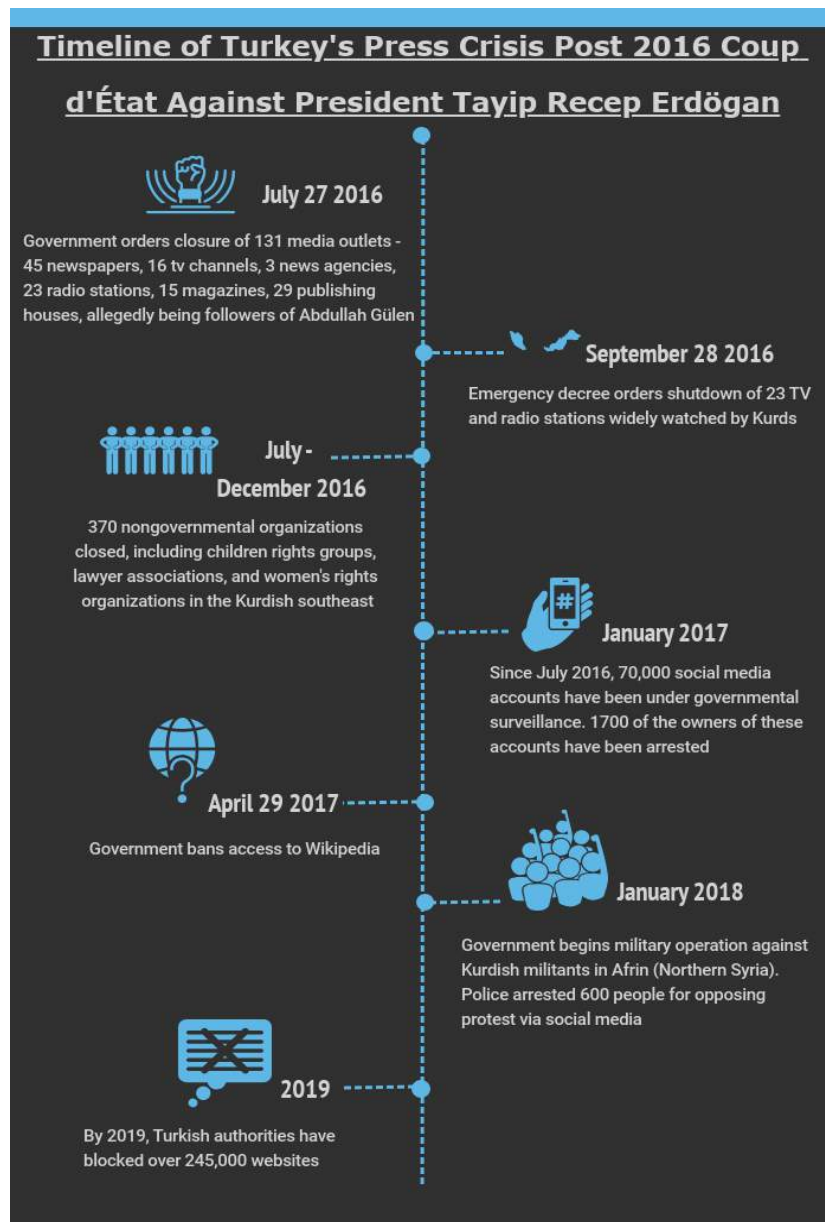 Timeline of Turkey's Press Crisis Post 2016 Coup
d'État Against President Tayip Recep Erdögan
July 27 2016
Government orders closure of 131 media outlets -
45 newspapers, 16 tv channels, 3 news agencies,
23 radio stations, 15 magazines, 29 publishing
houses, allegedly being followers of Abdullah Gülen
September 28 2016
Emergency decree orders shutdown of 23 TV
and radio stations widely watched by Kurds
July -
December 2016
370 nongovernmental organizations
closed, including children rights groups,
lawyer associations, and women's rights
organizations in the Kurdish southeast
#
January 2017
Since July 2016, 70,000 social media
accounts have been under governmental
surveillance. 1700 of the owners of these
accounts have been arrested
?
April 29 2017
Government bans access to Wikipedia
January 2018
Government begins military operation against
Kurdish militants in Afrin (Northern Syria).
Police arrested 600 people for opposing
protest via social media
2019
By 2019, Turkish authorities have
blocked over 245,000 websites